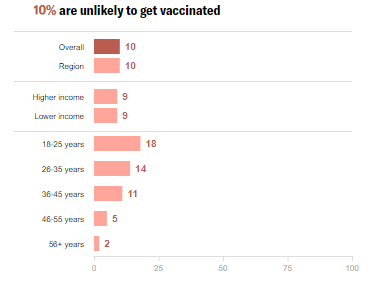 10% are unlikely to get vaccinated
Overall 10
Region 10
Higher income 9
Lower income 9
18-25 years 18
26-35 years 14
36-45 years 11
46-55 years 5
56+ years 2
0 25 50 75 100